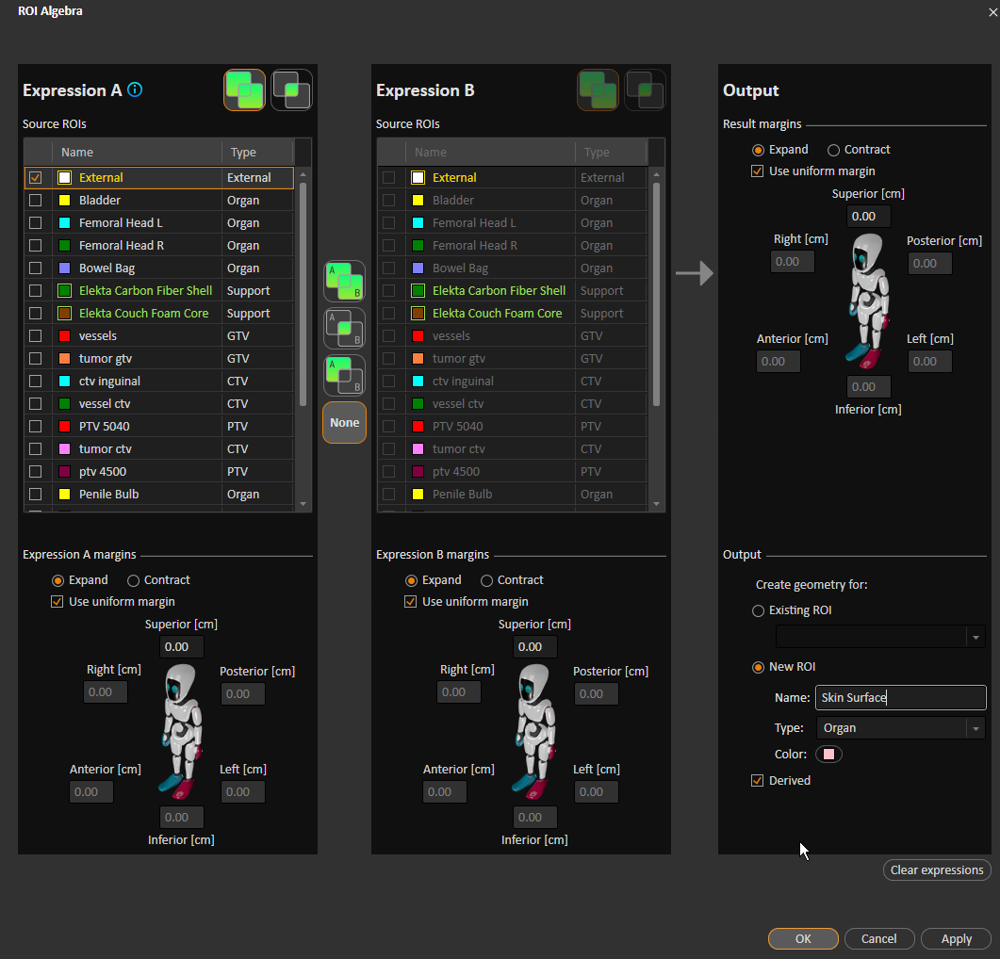 ROI Algebra
Expression A
Source ROIs
Name Type
External External
Bladder Organ
Femoral Head L Organ
Femoral Head R Organ
Bowel Bag Organ
Elekta Carbon Fiber Shell Support
Elekta Couch Foam Core Support
vessels GTV
tumor gtv GTV
ctv inguinal CTV
vessel ctv CTV
PTV 5040 PTV
tumor ctv CTV
ptv 4500 PTV
Penile Bulb Organ
Expression A margins
Expand Contract
Use uniform margin
Superior [cm]
0.00
Right [cm] Posterior [cm]
0.00 0.00
Anterior [cm] Left [cm]
0.00 0.00
0.00
Inferior [cm]
A B
A B
A B
None
Expression B
Source ROIs
Name Type
External External
Bladder Organ
Femoral Head L Organ
Femoral Head R Organ
Bowel Bag Organ
Elekta Carbon Fiber Shell Support
Elekta Couch Foam Core Support
vessels GTV
tumor gtv GTV
ctv inguinal CTV
vessel ctv CTV
PTV 5040 PTV
tumor ctv CTV
ptv 4500 PTV
Penile Bulb Organ
Expression B margins
Expand Contract
Use uniform margin
Superior [cm]
0.00
Right [cm] Posterior [cm]
0.00 0.00
Anterior [cm] Left [cm]
0.00 0.00
0.00
Inferior [cm]
Output
Result margins
Expand Contract
Use uniform margin
Superior [cm]
0.00
Right [cm] Posterior [cm]
0.00 0.00
Anterior [cm] Left [cm]
0.00 0.00
0.00
Inferior [cm]
Output
Create geometry for:
Existing ROI
New ROI
Name: Skin Surface
Type: Organ
Color:
Derived
Clear expressions
OK Cancel Apply